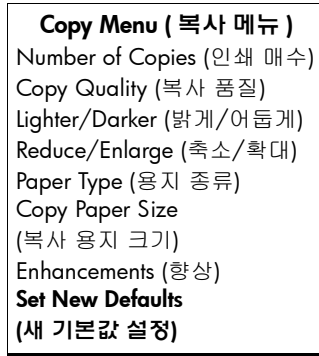 Copy Menu ( 복사 메뉴 )
Number of Copies (인쇄 매수)
Copy Quality (복사 품질)
Lighter/Darker (밝게/어둡게)
Reduce/Enlarge (축소/확대)
Paper Type (용지 종류)
Copy Paper Size
(복사 용지 크기)
Enhancements (향상)
Set New Defaults
(새 기본값 설정)